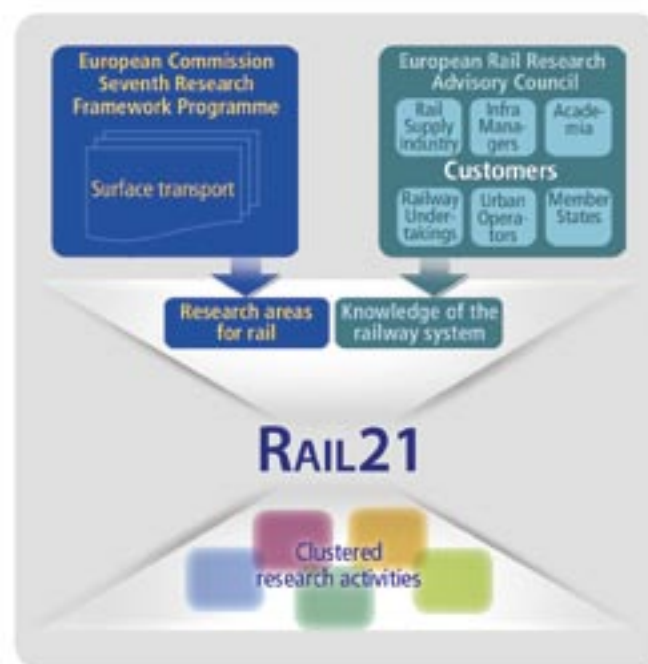 European Commission
Seventh Research
Framework Programme
Surface transport
European Rail Research
Advisory Council
Rail
Supply
Industry
Infra
Mana-
gers
Acade-
mia
Customers
Railway
Under-
takings
Urban
Opera-
tors
Member
States
Research areas
for rail
Knowledge of the
railway system
RAIL21
Clustered
research activities